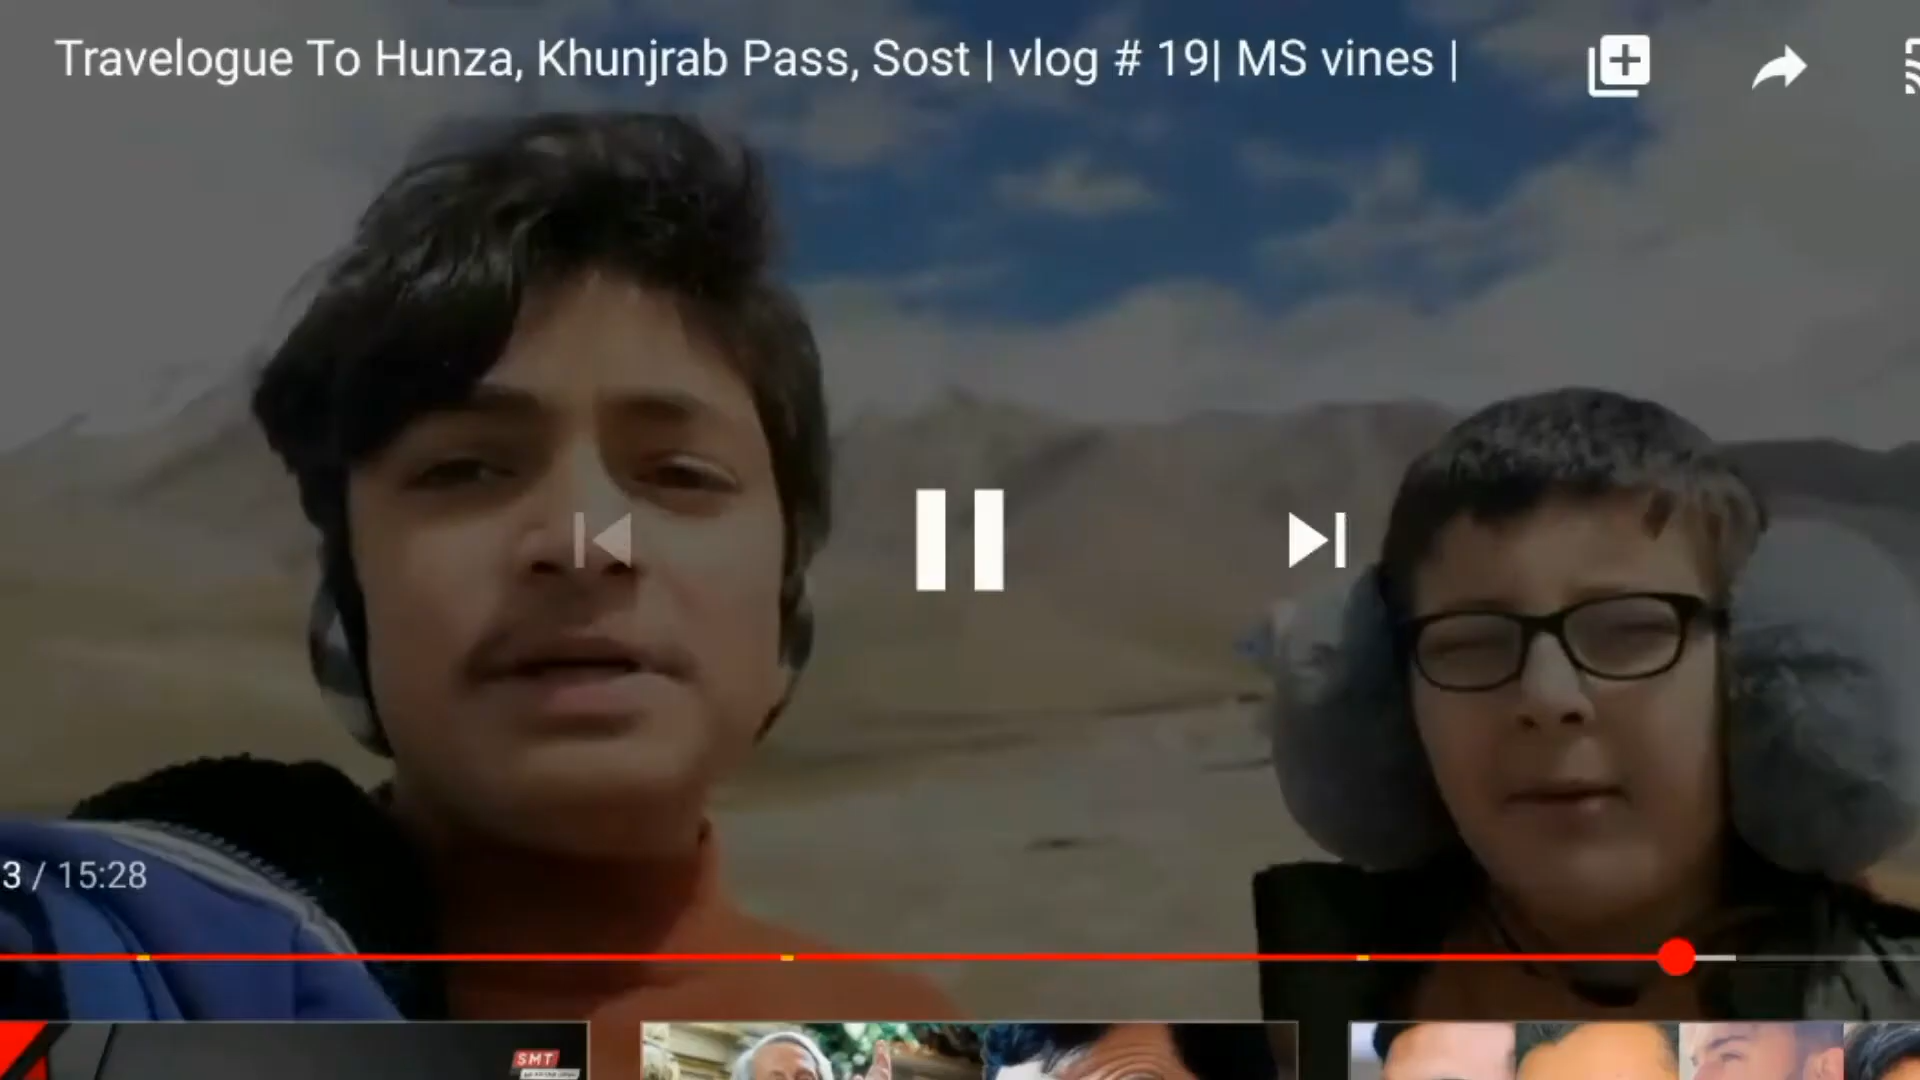 Travelogue To Hunza, Khunjrab Pass, Sost | vlog # 19| MS vines |
3 / 15:28
SMT